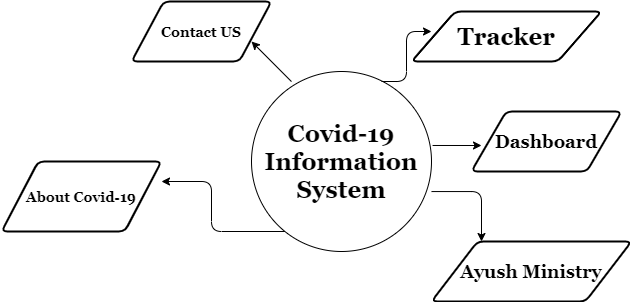 Contact US
Tracker
Covid-19
Information
System
Dashboard
About Covid-19
Ayush Ministry